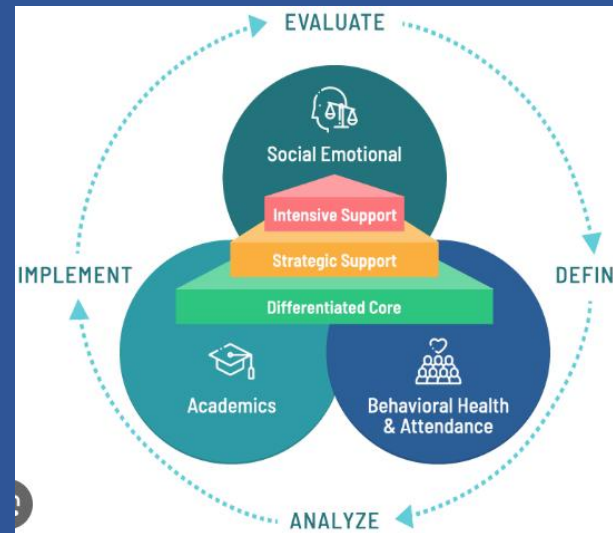 EVALUATE
Social Emotional
Intensive Support
Strategic Support
IMPLEMENT
DEFIN
Differentiated Core
Academics
Behavioral Health
& Attendance
ANALYZE